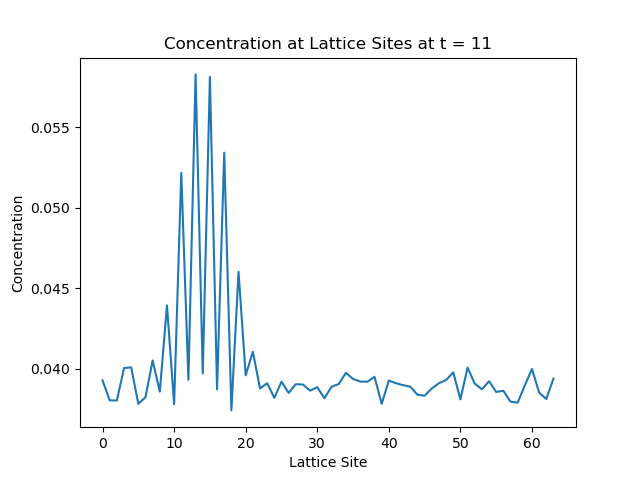 Concentration at Lattice Sites at t = 11
Concentration
0.055
0.050
0.045
0.040
0 10 20 30 40 50 60
Lattice Site